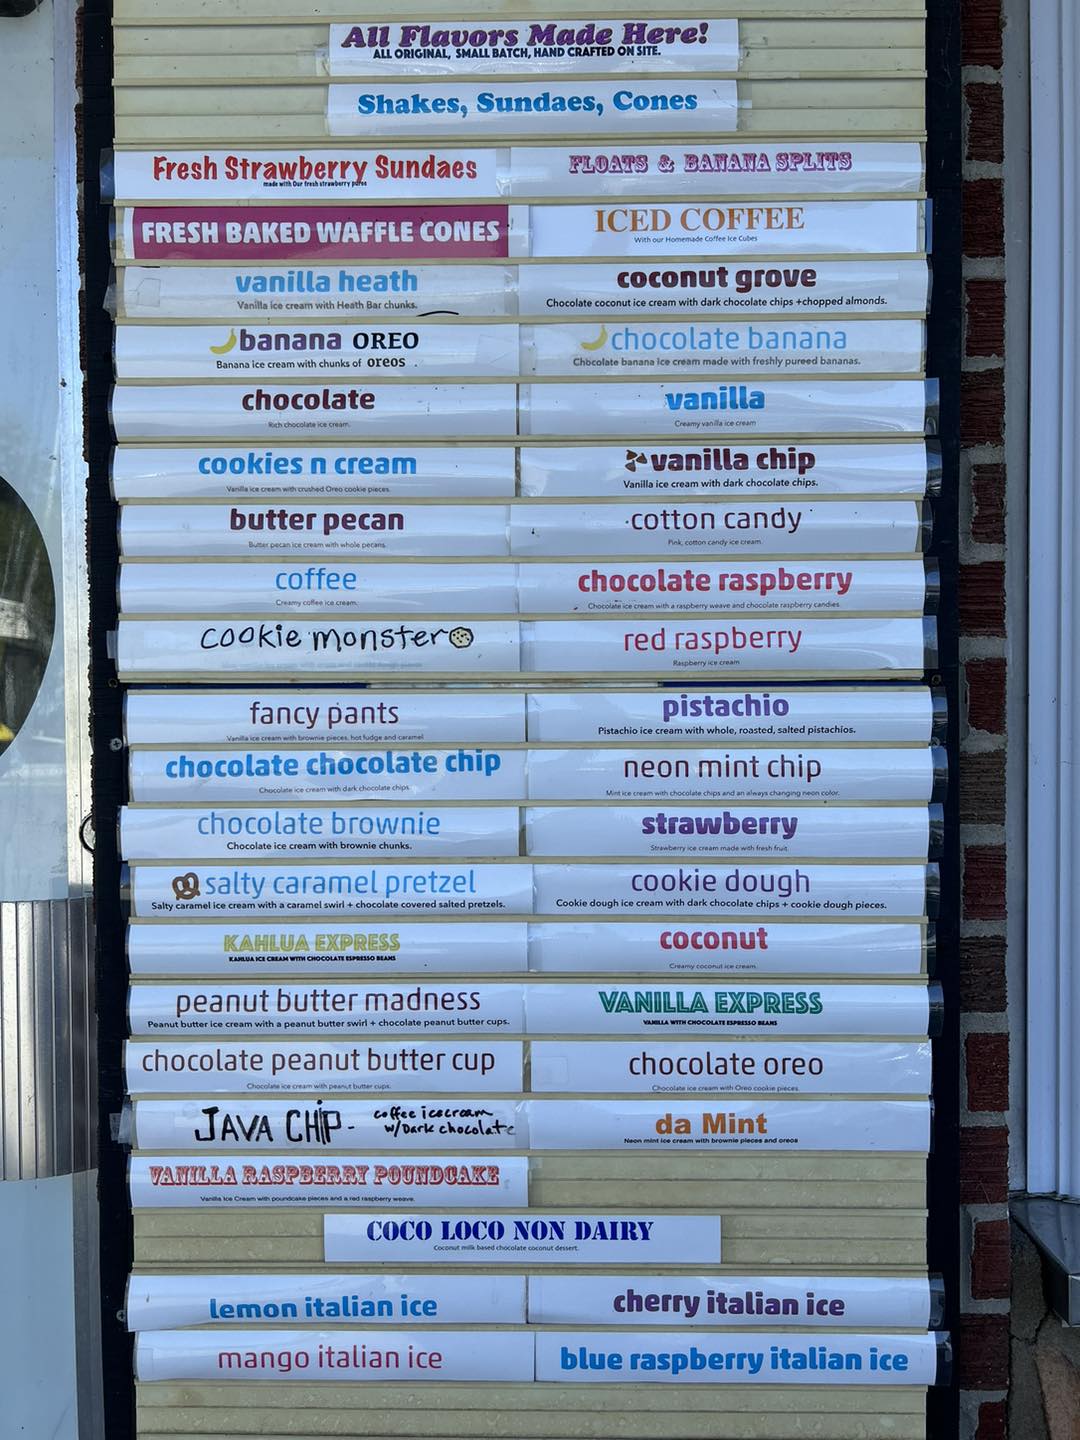 All Flavors Made Here!
ALL ORIGINAL, SMALL BATCH, HAND CRAFTED ON SITE.
Shakes, Sundaes, Cones
Fresh Strawberry Sundaes
made with Our fresh strawberry puree
FLOATS & BANANA SPLITS
FRESH BAKED WAFFLE CONES
ICED COFFEE
With our Homemade Coffee Ice Cubes
vanilla heath
Vanilla ice cream with Heath Bar chunks.
coconut grove
Chocolate coconut ice cream with dark chocolate chips +chopped almonds.
banana OREO
Banana ice cream with chunks of oreos .
chocolate banana
Chocolate banana Ice cream made with freshly pureed bananas.
chocolate
Rich chocolate ice cream.
vanilla
Creamy vanilla ice cream
cookies n cream
Vanilla ice cream with crushed Oreo cookie pieces.
vanilla chip
Vanilla ice cream with dark chocolate chips.
butter pecan
Butter pecan ice cream with whole pecans.
cotton candy
Pink, cotton candy ice cream.
coffee
Creamy coffee ice cream.
chocolate raspberry
Chocolate ice cream with a raspberry weave and chocolate raspberry candies.
cookie monster
red raspberry
Raspberry ice cream
fancy pants
Vanilla ice cream with brownie pieces, hot fudge and caramel
pistachio
Pistachio ice cream with whole, roasted, salted pistachios.
chocolate chocolate chip
Chocolate ice cream with dark chocolate chips.
neon mint chip
Mint ice cream with chocolate chips and an always changing neon color.
chocolate brownie
Chocolate ice cream with brownie chunks.
strawberry
Strawberry ice cream made with fresh fruit.
salty caramel pretzel
Salty caramel ice cream with a caramel swirl + chocolate covered salted pretzels.
cookie dough
Cookie dough ice cream with dark chocolate chips + cookie dough pieces.
KAHLUA EXPRESS
KAHLUA ICE CREAM WITH CHOCOLATE ESPRESSO BEANS
coconut
Creamy coconut ice cream.
peanut butter madness
Peanut butter ice cream with a peanut butter swirl + chocolate peanut butter cups.
VANILLA EXPRESS
VANILLA WITH CHOCOLATE ESPRESSO BEANS
chocolate peanut butter cup
Chocolate ice cream with peanut butter cups.
chocolate oreo
Chocolate ice cream with Oreo cookie pieces.
JAVA CHIP- coffee icecream
w/Dark chocolate
da Mint
Neon mint ice cream with brownie pieces and oreos
VANILLA RASPBERRY POUNDCAKE
Vanilla Ice Cream with poundcake pieces and a red raspberry weave.
COCO LOCO NON DAIRY
Coconut milk based chocolate coconut dessert.
lemon italian ice
cherry italian ice
mango italian ice
blue raspberry italian ice